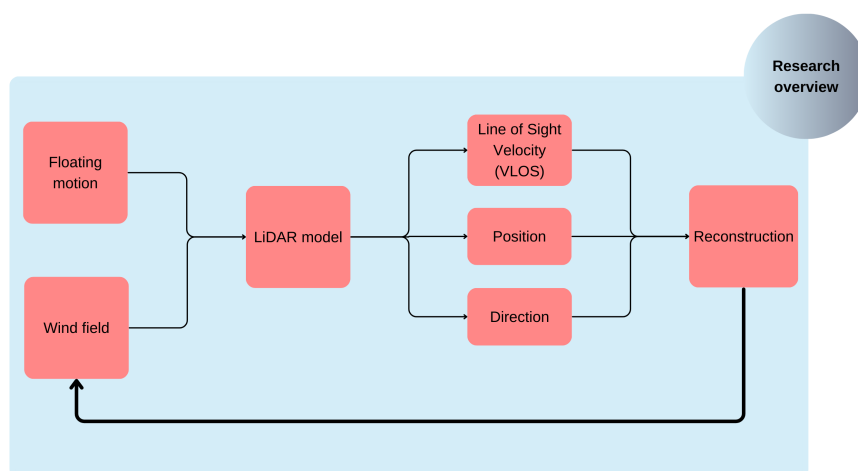 Research
overview
Floating
motion
Wind field
LiDAR model
Line of Sight
Velocity
(VLOS)
Position
Direction
Reconstruction